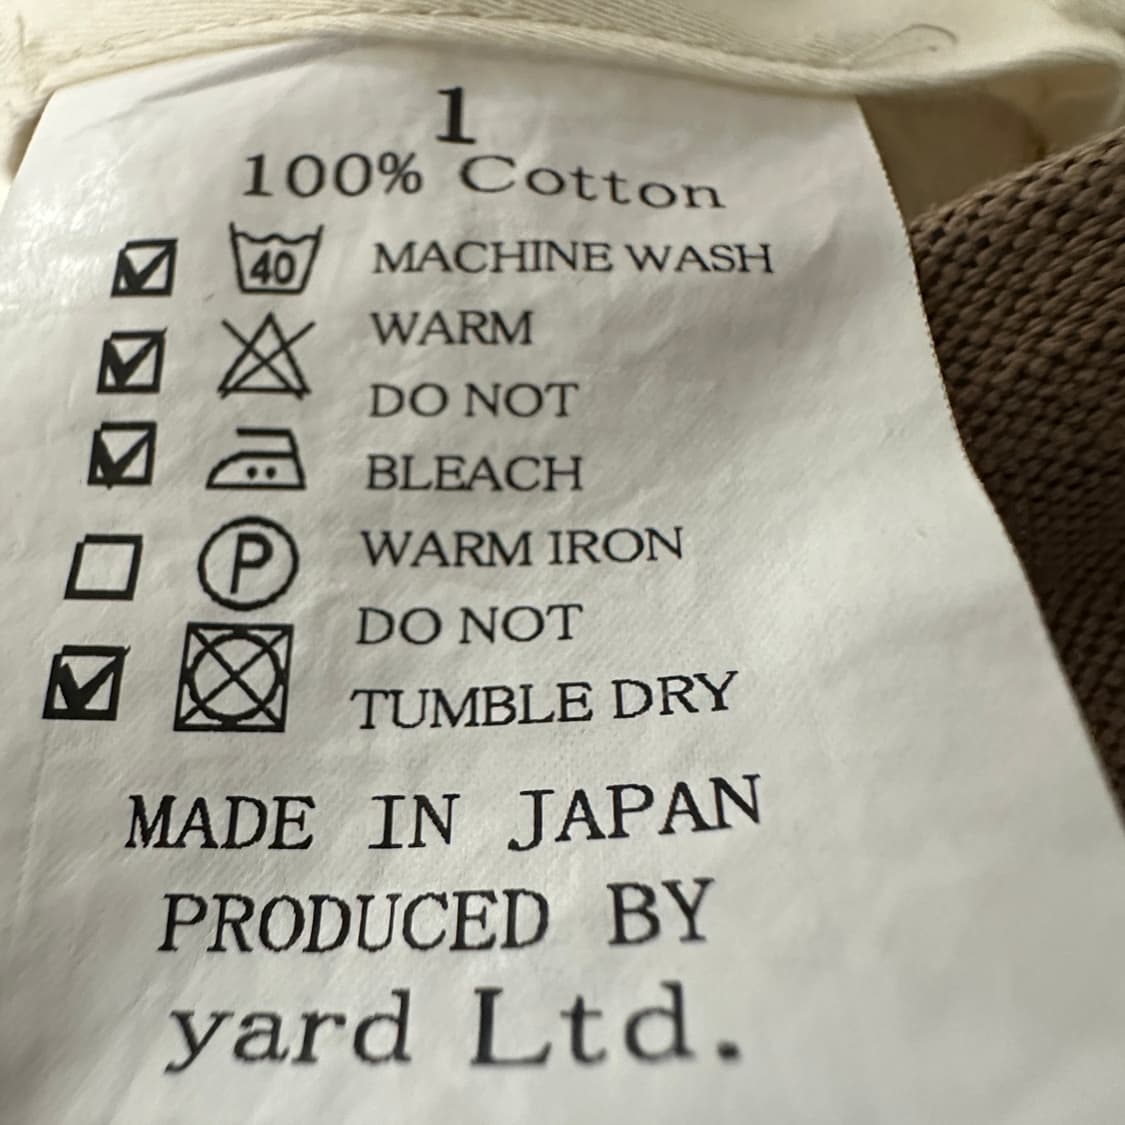 1
100% Cotton
40 MACHINE WASH
WARM
DO NOT
BLEACH
P WARM IRON
DO NOT
TUMBLE DRY
MADE IN JAPAN
PRODUCED BY
yard Ltd.